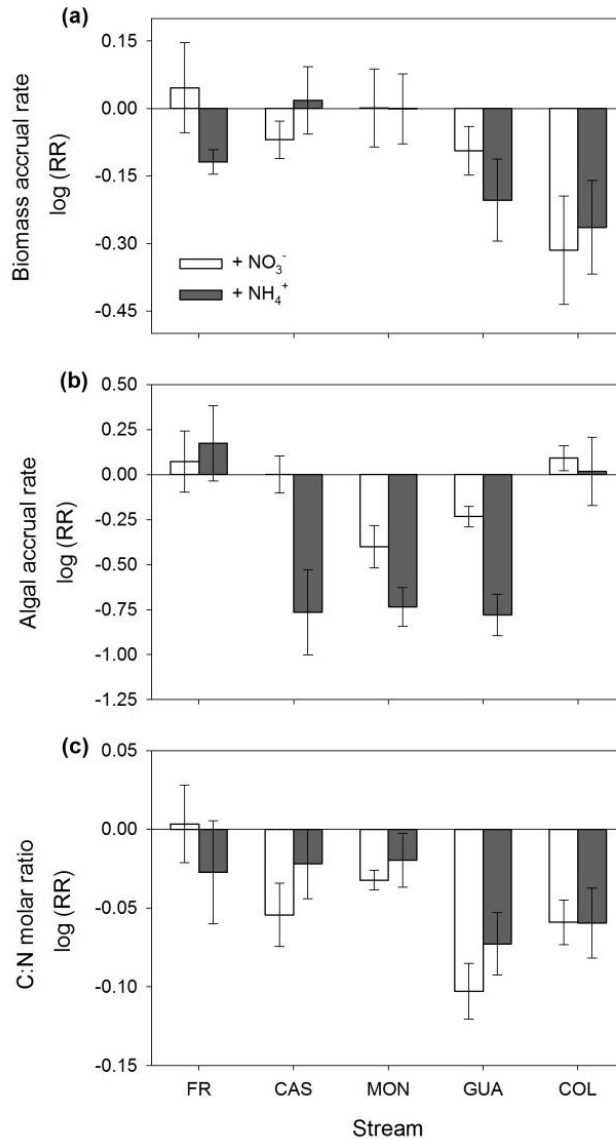 (a)
Biomass accrual rate
log (RR)
0.15
0.00
-0.15
-0.30
-0.45
+ NO₃⁻
+ NH₄⁺
(b)
Algal accrual rate
log (RR)
0.50
0.25
0.00
-0.25
-0.50
-0.75
-1.00
-1.25
(c)
C:N molar ratio
log (RR)
0.05
0.00
-0.05
-0.10
-0.15
FR CAS MON GUA COL
Stream